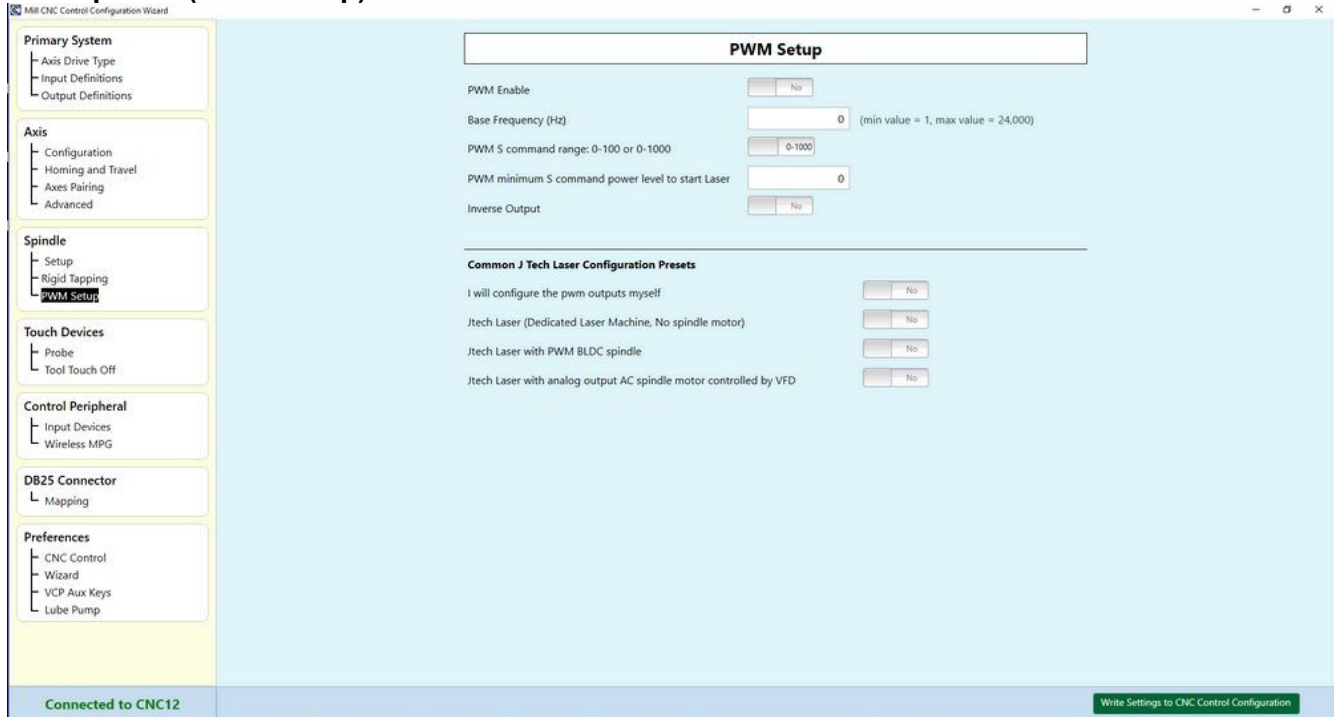 Mill CNC Control Configuration Wizard
Primary System
Axis Drive Type
Input Definitions
Output Definitions
Axis
Configuration
Homing and Travel
Axes Pairing
Advanced
Spindle
Setup
Rigid Tapping
PWM Setup
Touch Devices
Probe
Tool Touch Off
Control Peripheral
Input Devices
Wireless MPG
DB25 Connector
Mapping
Preferences
CNC Control
Wizard
VCP Aux Keys
Lube Pump
Connected to CNC12
PWM Setup
PWM Enable No
Base Frequency (Hz) 0 (min value = 1, max value = 24,000)
PWM S command range: 0-100 or 0-1000 0-1000
PWM minimum S command power level to start Laser 0
Inverse Output No
Common J Tech Laser Configuration Presets
I will configure the pwm outputs myself No
Jtech Laser (Dedicated Laser Machine, No spindle motor) No
Jtech Laser with PWM BLDC spindle No
Jtech Laser with analog output AC spindle motor controlled by VFD No
Write Settings to CNC Control Configuration